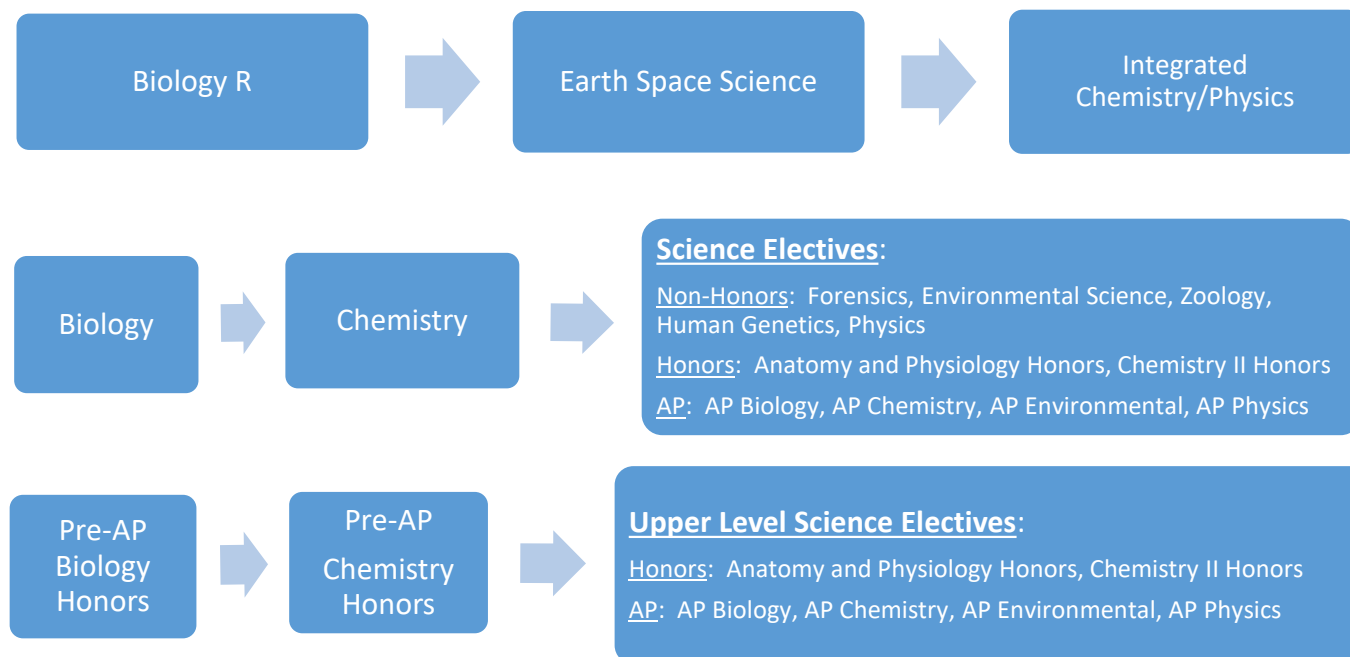 Biology R
Earth Space Science
Integrated
Chemistry/Physics
Biology
Chemistry
Science Electives:
Non-Honors:  Forensics, Environmental Science, Zoology,
Human Genetics, Physics
Honors:  Anatomy and Physiology Honors, Chemistry II Honors
AP:  AP Biology, AP Chemistry, AP Environmental, AP Physics
Pre-AP
Biology
Honors
Pre-AP
Chemistry
Honors
Upper Level Science Electives:
Honors:  Anatomy and Physiology Honors, Chemistry II Honors
AP:  AP Biology, AP Chemistry, AP Environmental, AP Physics